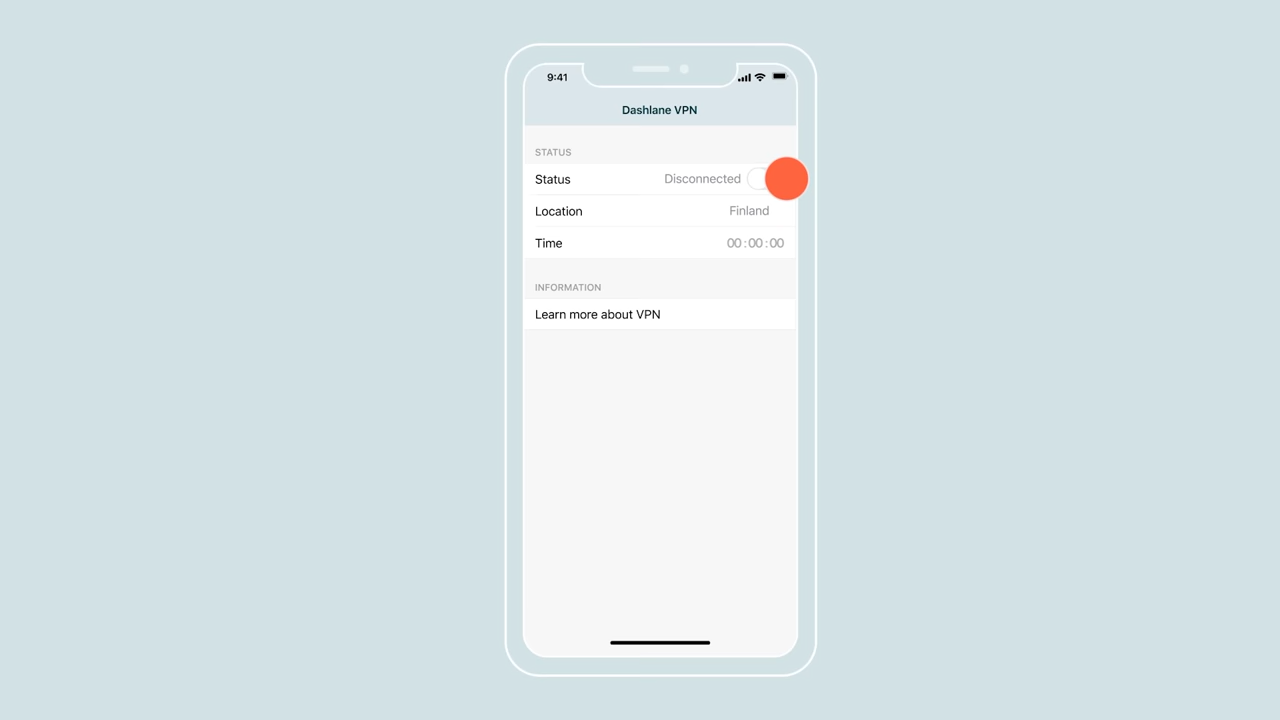 9:41
Dashlane VPN
STATUS
Status Disconnected
Location Finland
Time 00:00:00
INFORMATION
Learn more about VPN